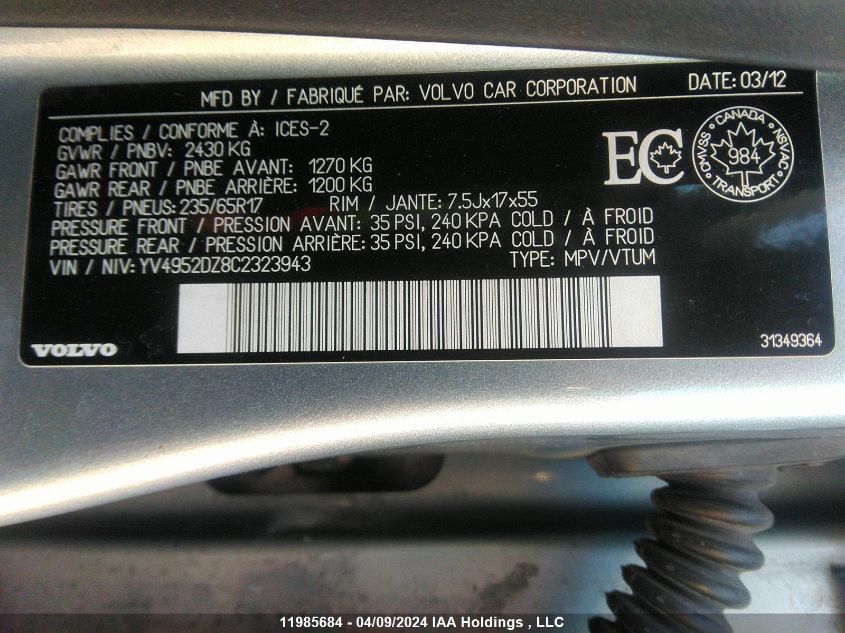 MFD BY / FABRIQUÉ PAR: VOLVO CAR CORPORATION DATE: 03/12
COMPLIES / CONFORME À: ICES-2
GVWR / PNBV: 2430 KG
GAWR FRONT / PNBE AVANT: 1270 KG
GAWR REAR / PNBE ARRIÈRE: 1200 KG
TIRES / PNEUS: 235/65R17 RIM / JANTE: 7.5Jx17x55
PRESSURE FRONT / PRESSION AVANT: 35 PSI, 240 KPA COLD / À FROID
PRESSURE REAR / PRESSION ARRIÈRE: 35 PSI, 240 KPA COLD / À FROID
VIN / NIV: YV4952DZ8C2323943 TYPE: MPV/VTUM
EC
CANADA
CMVSS 984 NSVAC
TRANSPORT
VOLVO 31349364
11985684 - 04/09/2024 IAA Holdings , LLC